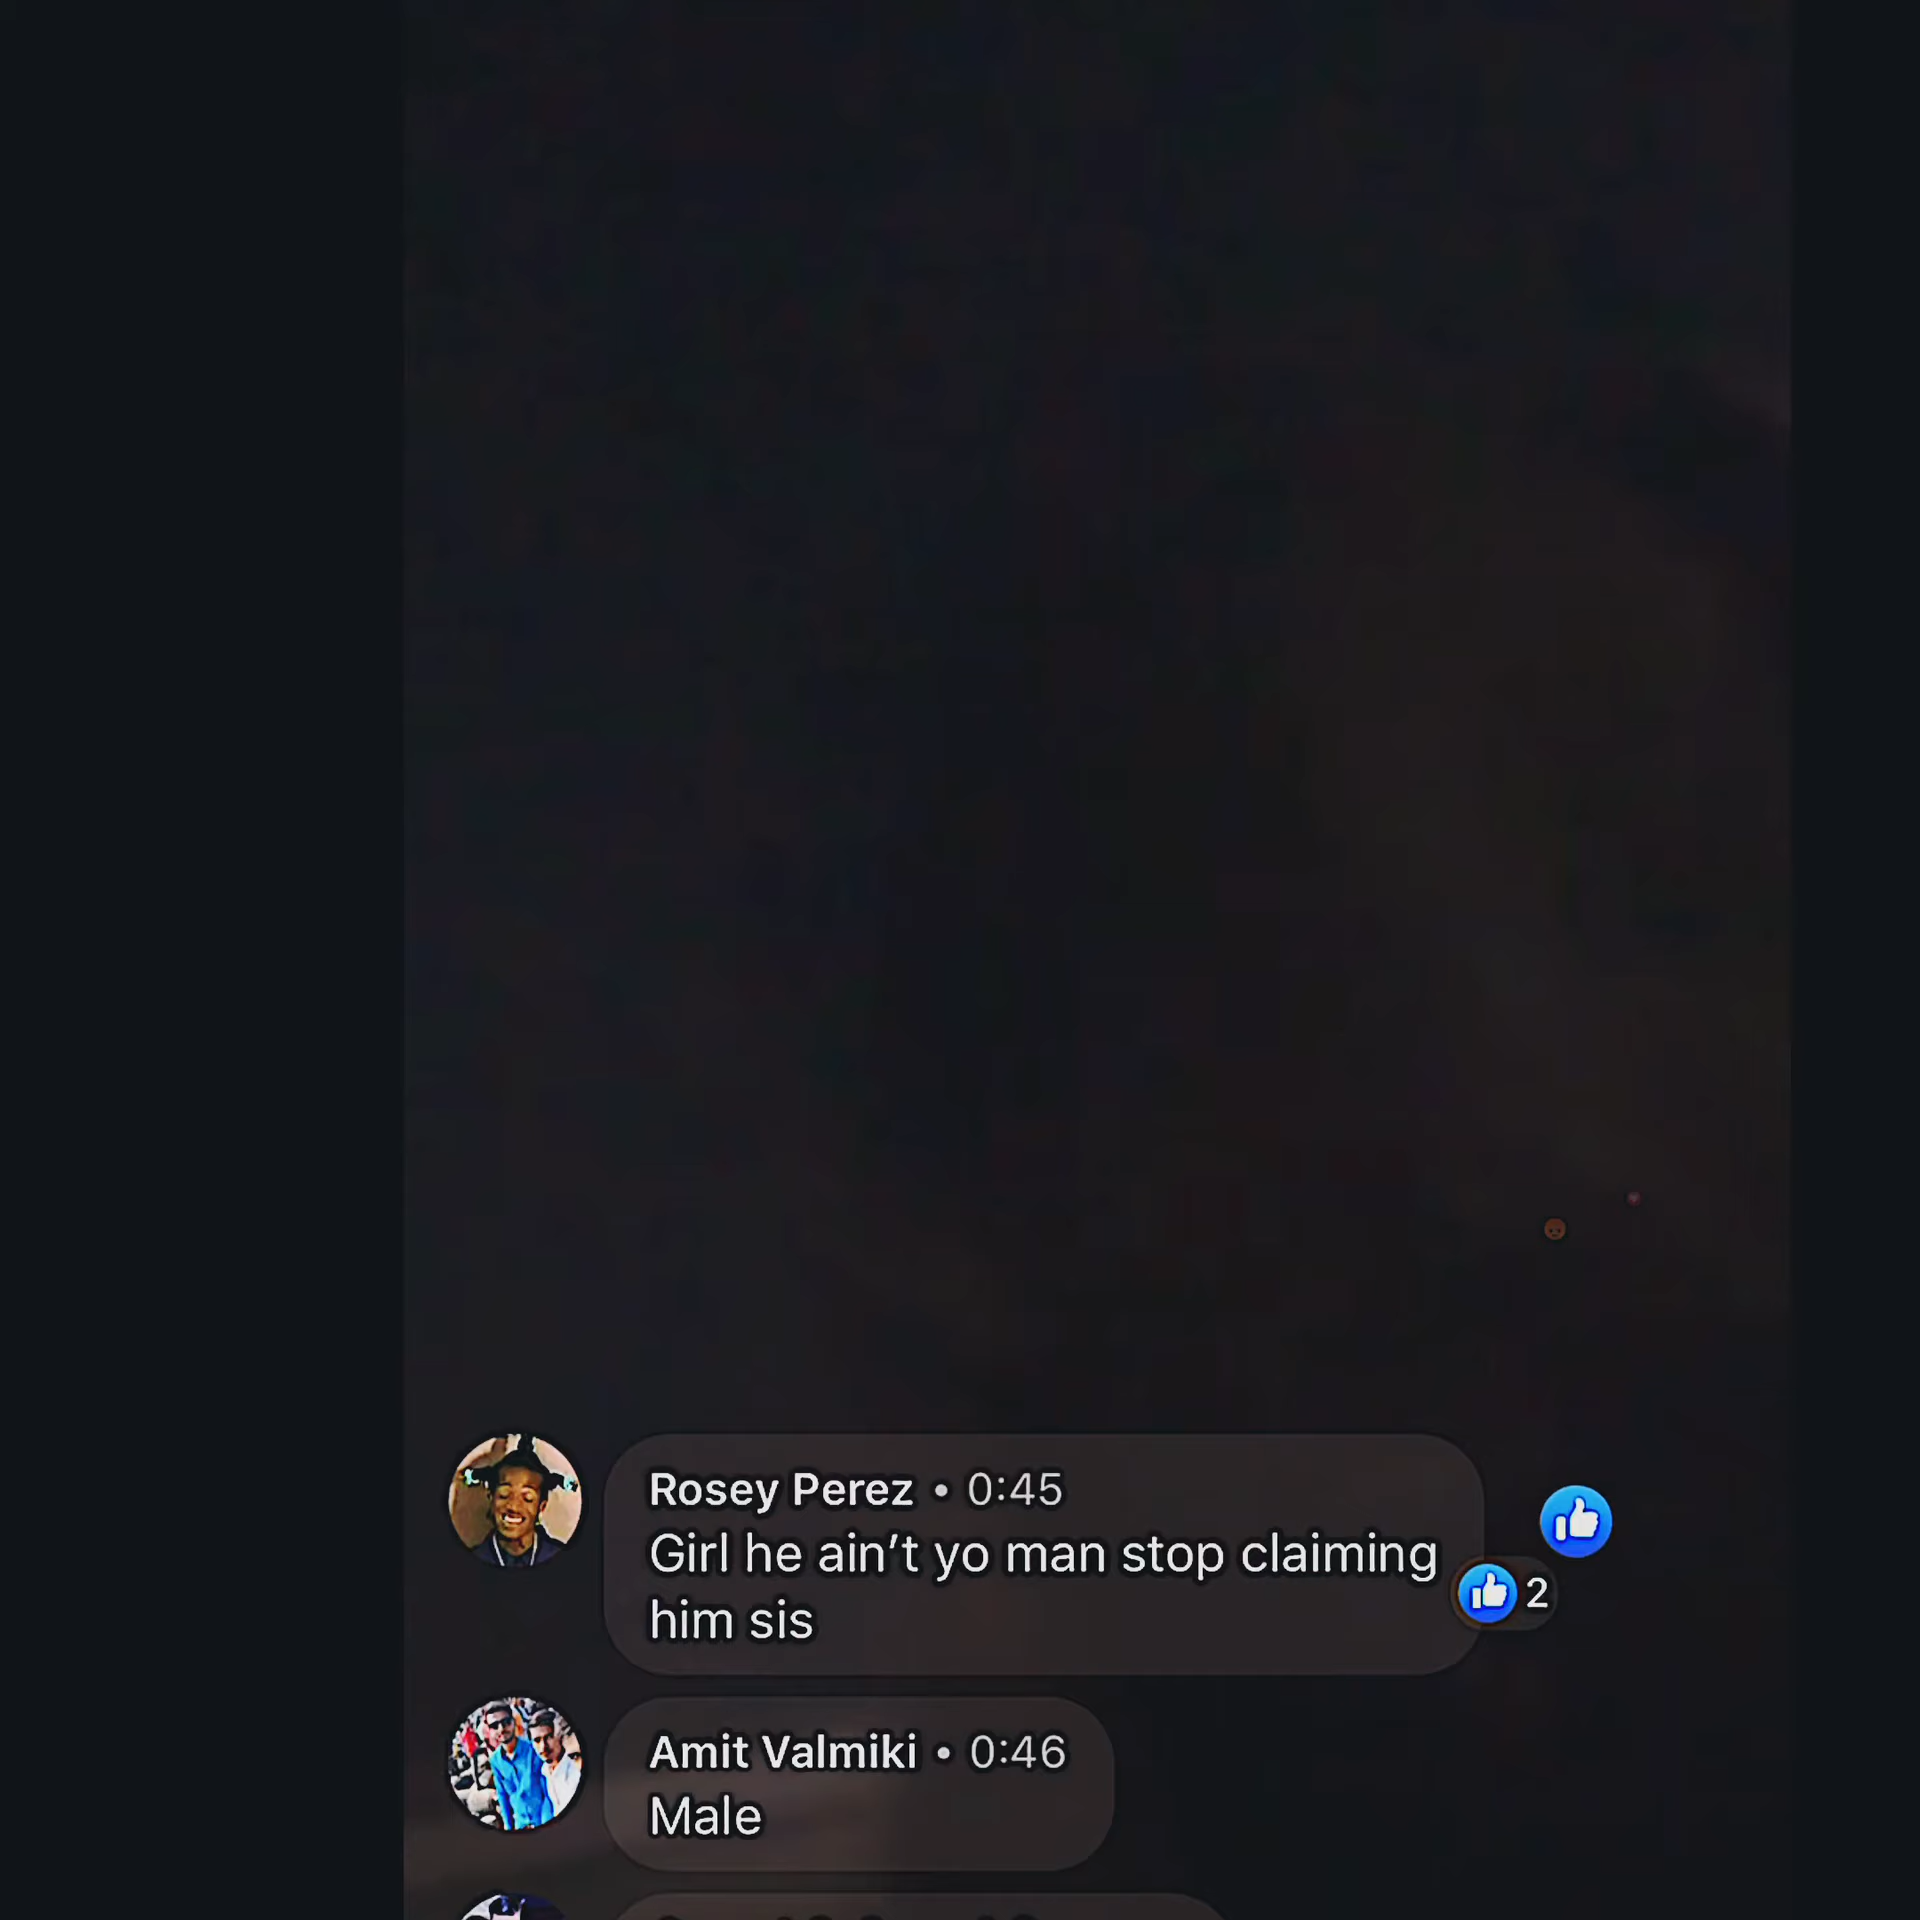 Rosey Perez • 0:45
Girl he ain’t yo man stop claiming
him sis
2
Amit Valmiki • 0:46
Male